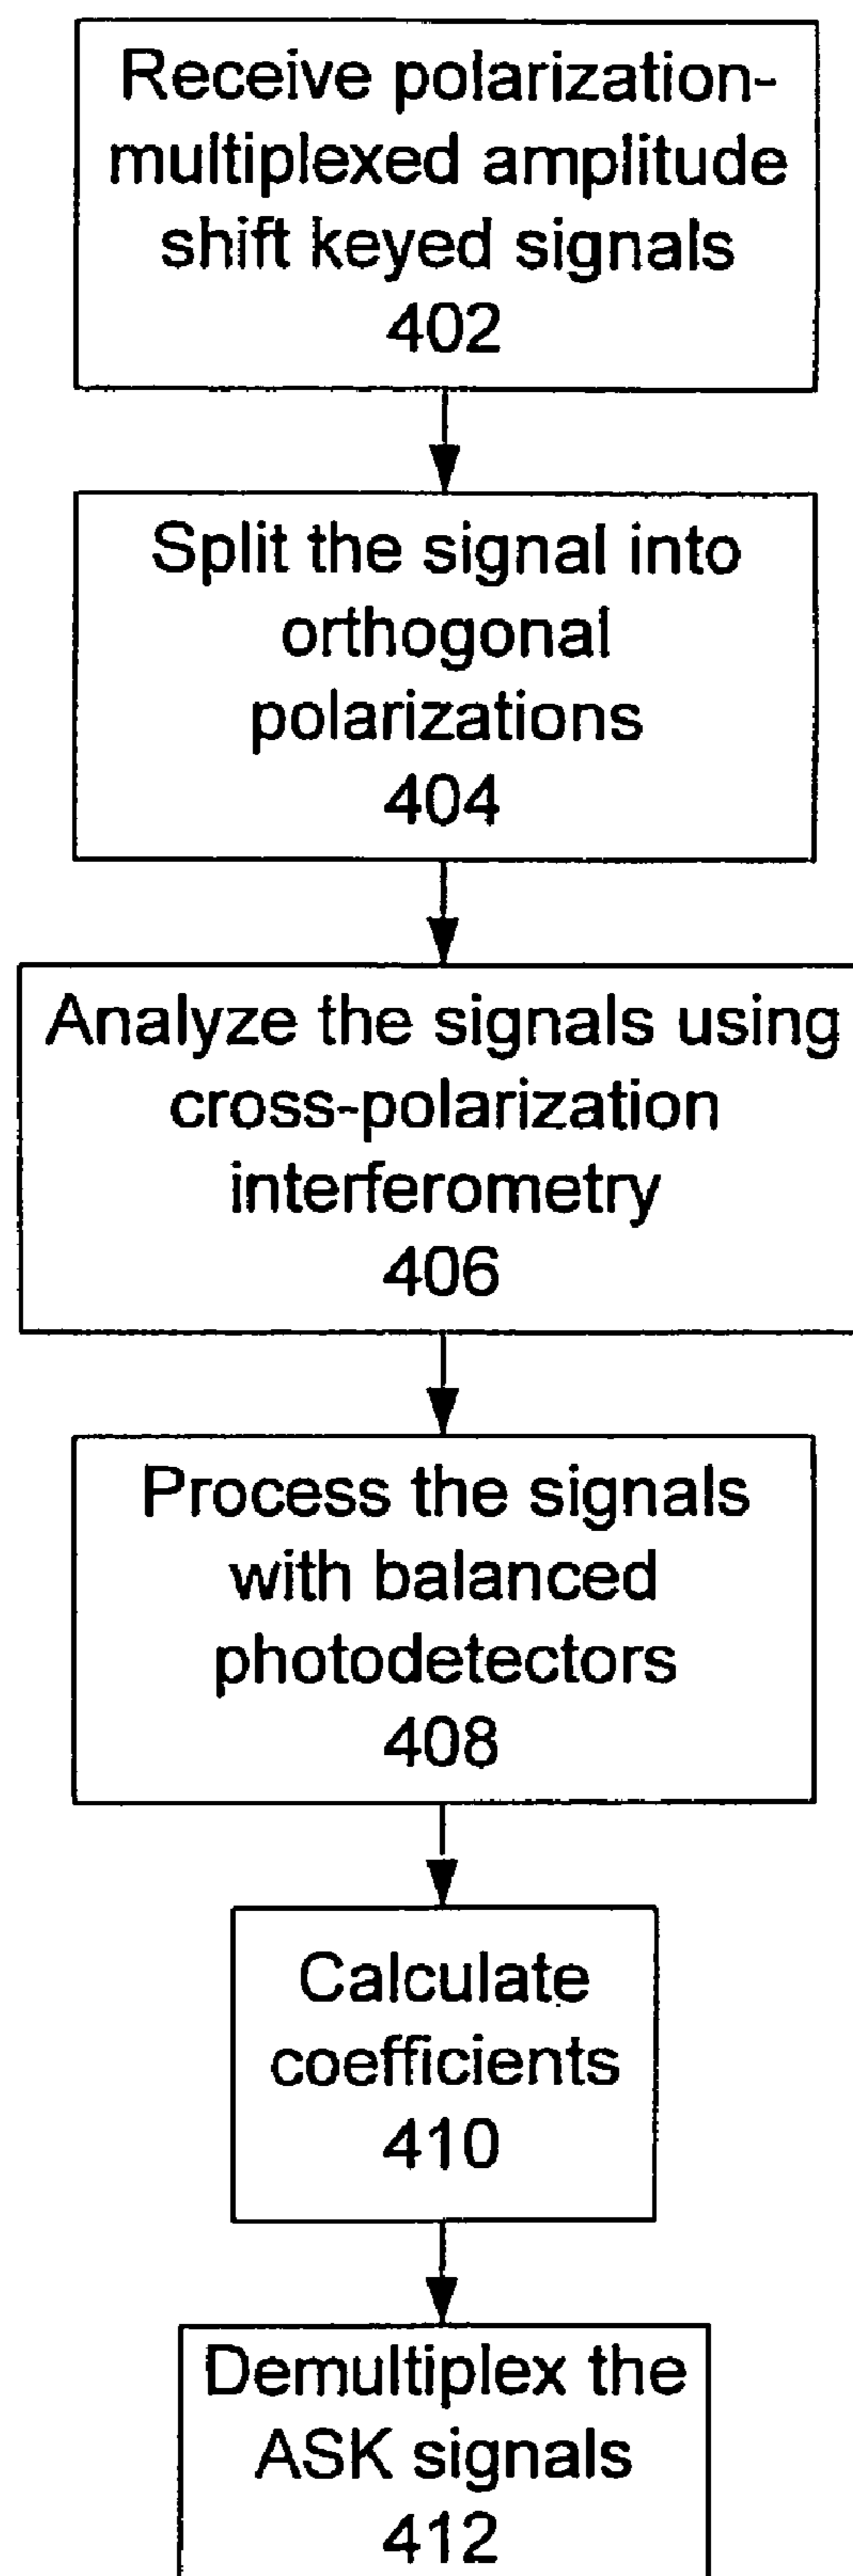 Receive polarization-
multiplexed amplitude
shift keyed signals
402
Split the signal into
orthogonal
polarizations
404
Analyze the signals using
cross-polarization
interferometry
406
Process the signals
with balanced
photodetectors
408
Calculate
coefficients
410
Demultiplex the
ASK signals
412